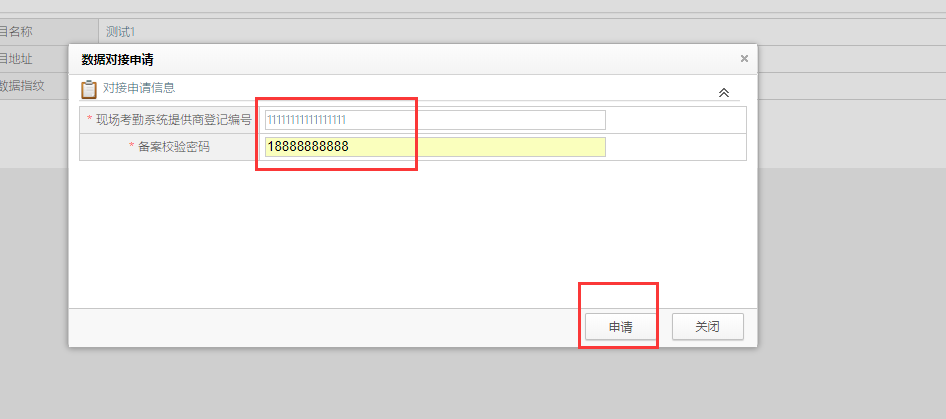 目名称 测试1
目地址
数据指纹
数据对接申请 ×
对接申请信息
* 现场考勤系统提供商登记编号 11111111111111111
* 备案校验密码 18888888888
申请 关闭